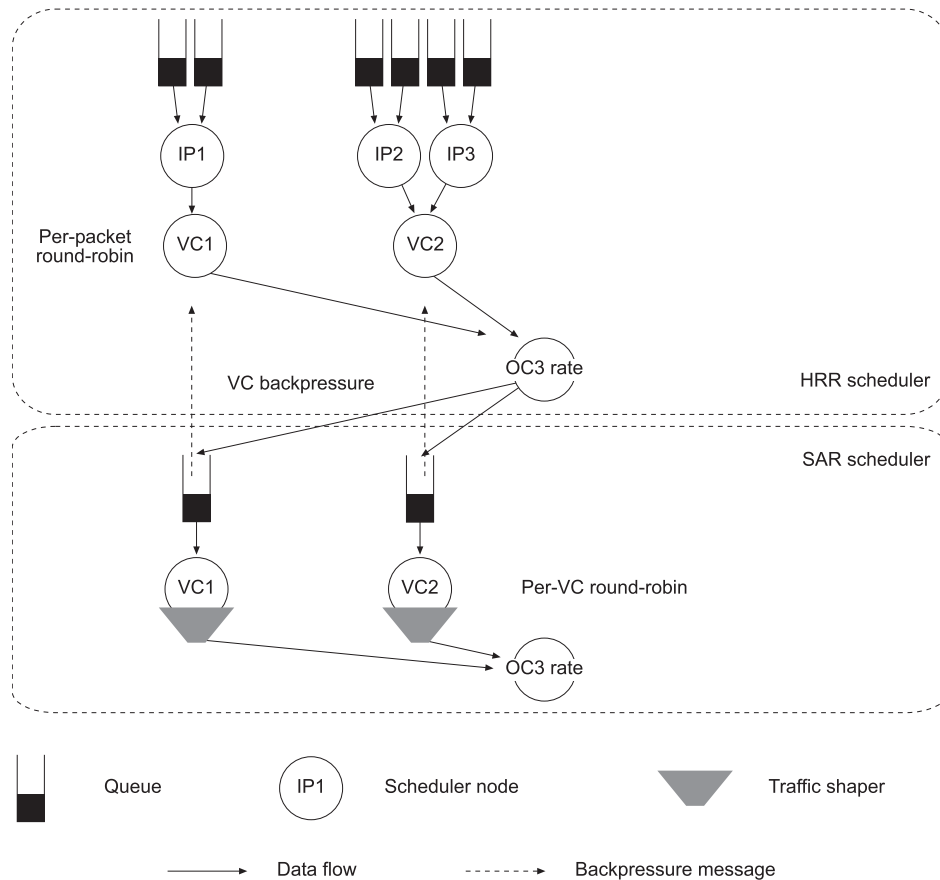 IP1
IP2
IP3
Per-packet
round-robin
VC1
VC2
OC3 rate
VC backpressure
HRR scheduler
SAR scheduler
VC1
VC2
Per-VC round-robin
OC3 rate
Queue
IP1
Scheduler node
Traffic shaper
Data flow
Backpressure message